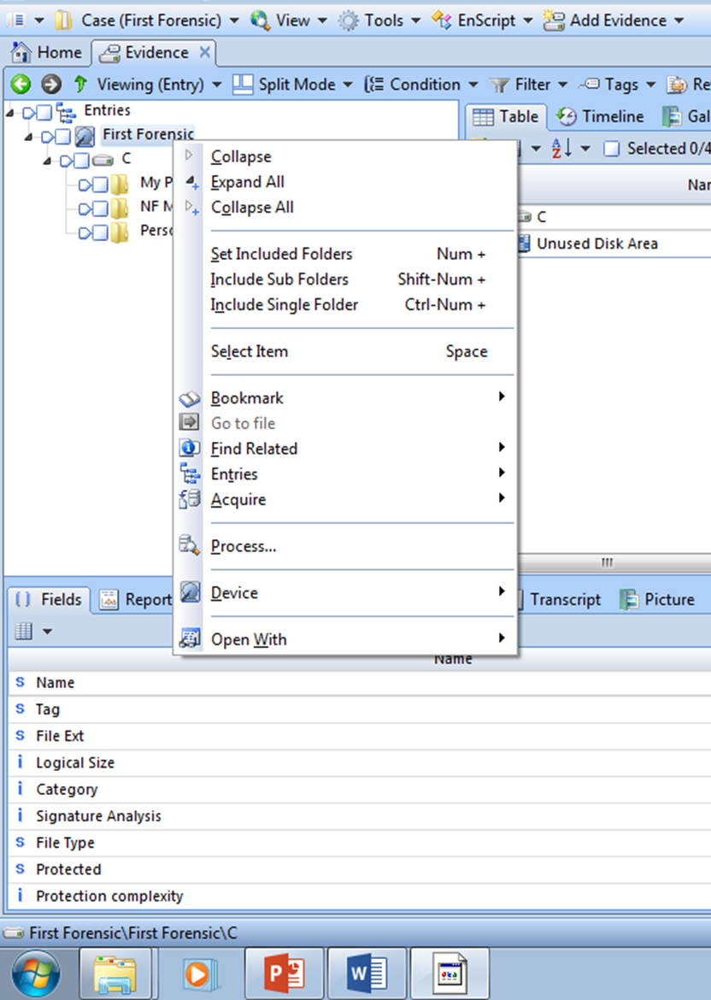 Case (First Forensic) View Tools EnScript Add Evidence
Home Evidence
Viewing (Entry) Split Mode Condition Filter Tags Re
Entries
First Forensic
C
My P
NF M
Perso
Table Timeline Gal
Selected 0/4
Nar
C
Unused Disk Area
Collapse
Expand All
Collapse All
Set Included Folders Num +
Include Sub Folders Shift-Num +
Include Single Folder Ctrl-Num +
Select Item Space
Bookmark
Go to file
Find Related
Entries
Acquire
Process...
Device
Open With
Fields Report Transcript Picture
Name
Name
Tag
File Ext
Logical Size
Category
Signature Analysis
File Type
Protected
Protection complexity
First Forensic\First Forensic\C